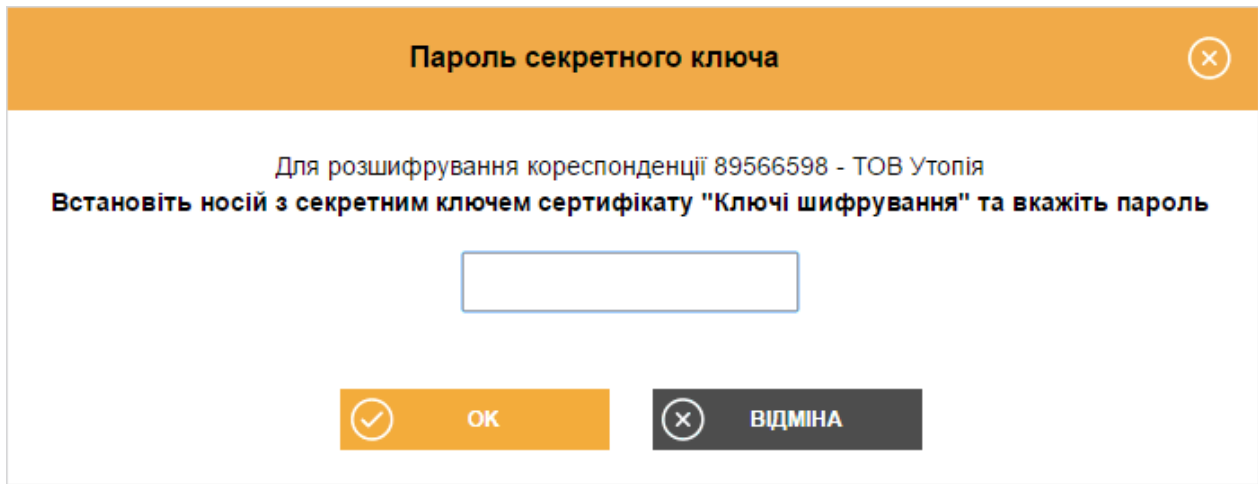 Пароль секретного ключа
Для розшифрування кореспонденції 89566598 - ТОВ Утопія
Встановіть носій з секретним ключем сертифікату "Ключі шифрування" та вкажіть пароль
ОК
ВІДМІНА